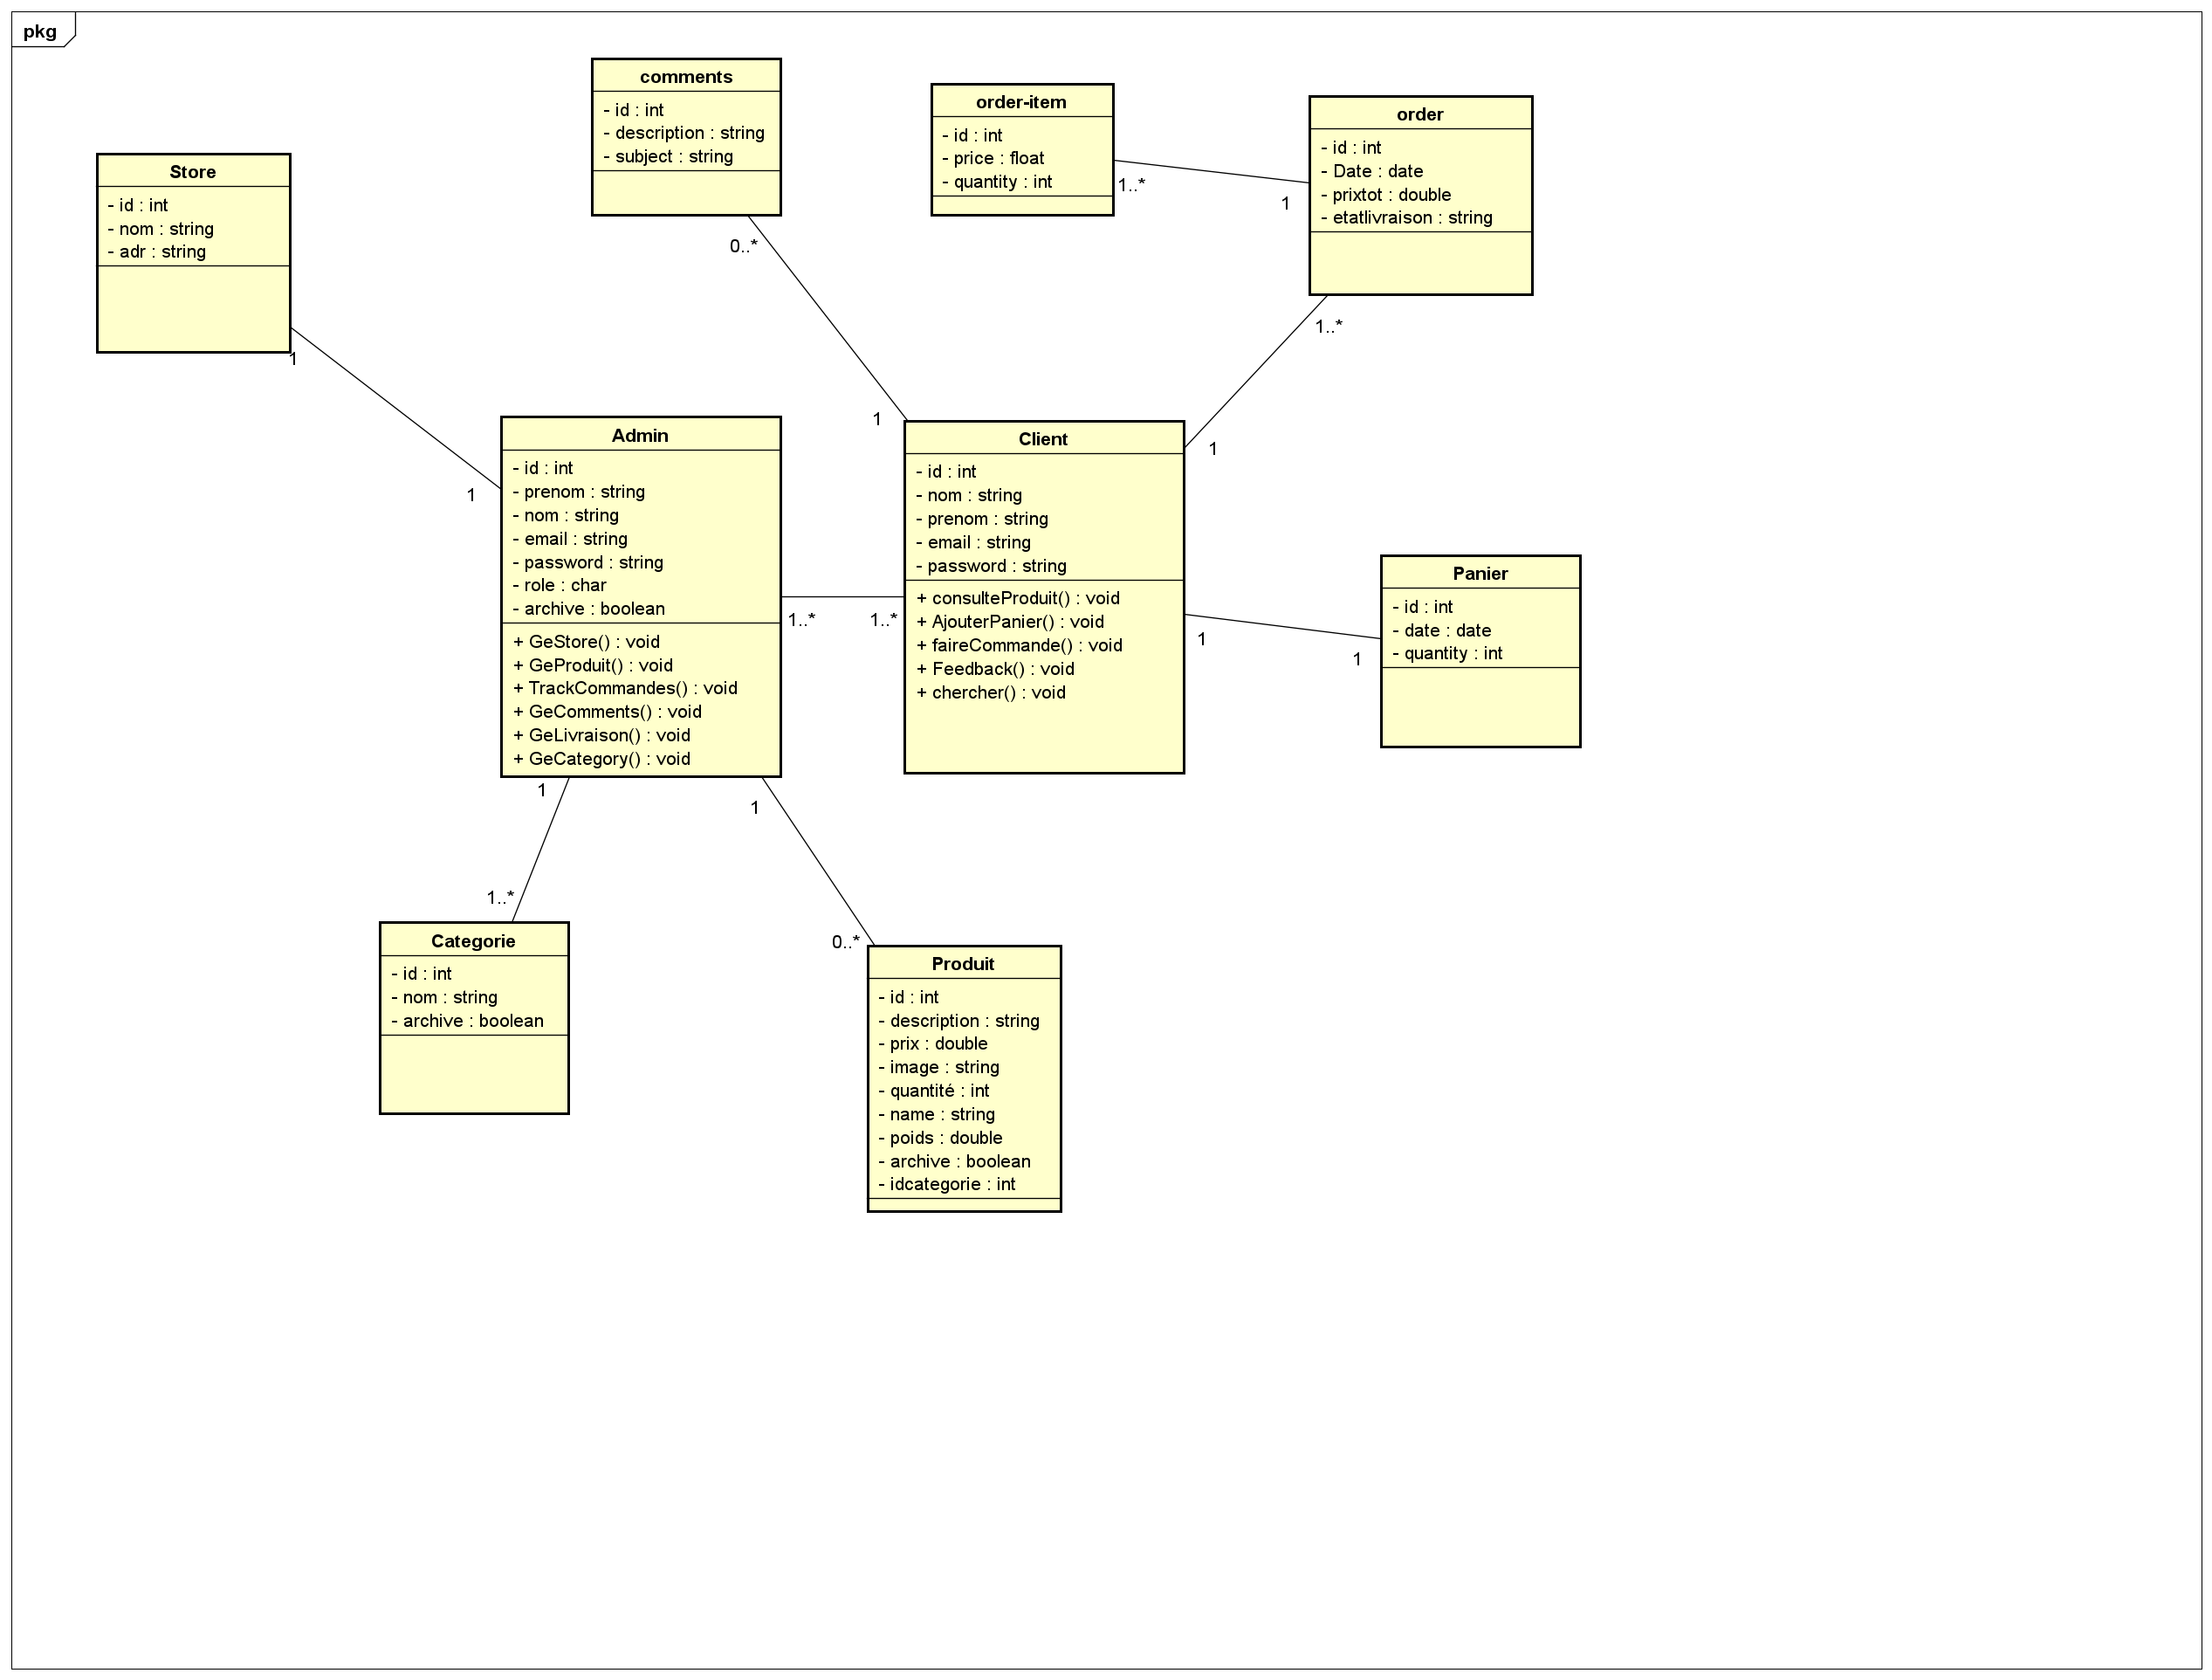 pkg
comments
- id : int
- description : string
- subject : string
0..*
order-item
- id : int
- price : float
- quantity : int
1..*
order
- id : int
- Date : date
- prixtot : double
- etatlivraison : string
1
1..*
Store
- id : int
- nom : string
- adr : string
1
1
Admin
- id : int
- prenom : string
- nom : string
- email : string
- password : string
- role : char
- archive : boolean
+ GeStore() : void
+ GeProduit() : void
+ TrackCommandes() : void
+ GeComments() : void
+ GeLivraison() : void
+ GeCategory() : void
1..*
1..*
1
1
Client
- id : int
- nom : string
- prenom : string
- email : string
- password : string
+ consulteProduit() : void
+ AjouterPanier() : void
+ faireCommande() : void
+ Feedback() : void
+ chercher() : void
1
1
Panier
- id : int
- date : date
- quantity : int
1
1
1..*
Categorie
- id : int
- nom : string
- archive : boolean
0..*
Produit
- id : int
- description : string
- prix : double
- image : string
- quantité : int
- name : string
- poids : double
- archive : boolean
- idcategorie : int